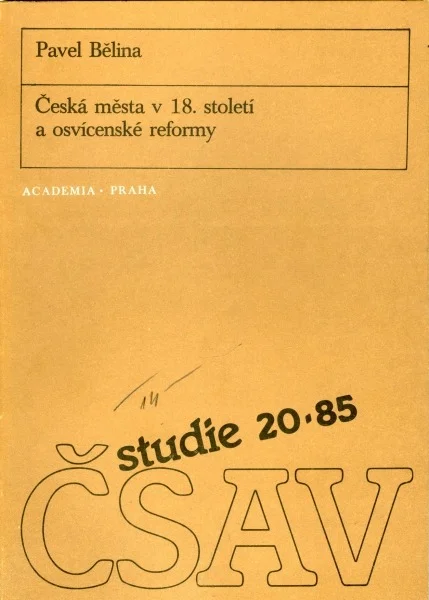 Pavel Bělina
Česká města v 18. století
a osvícenské reformy
ACADEMIA · PRAHA
studie 20·85
ČSAV